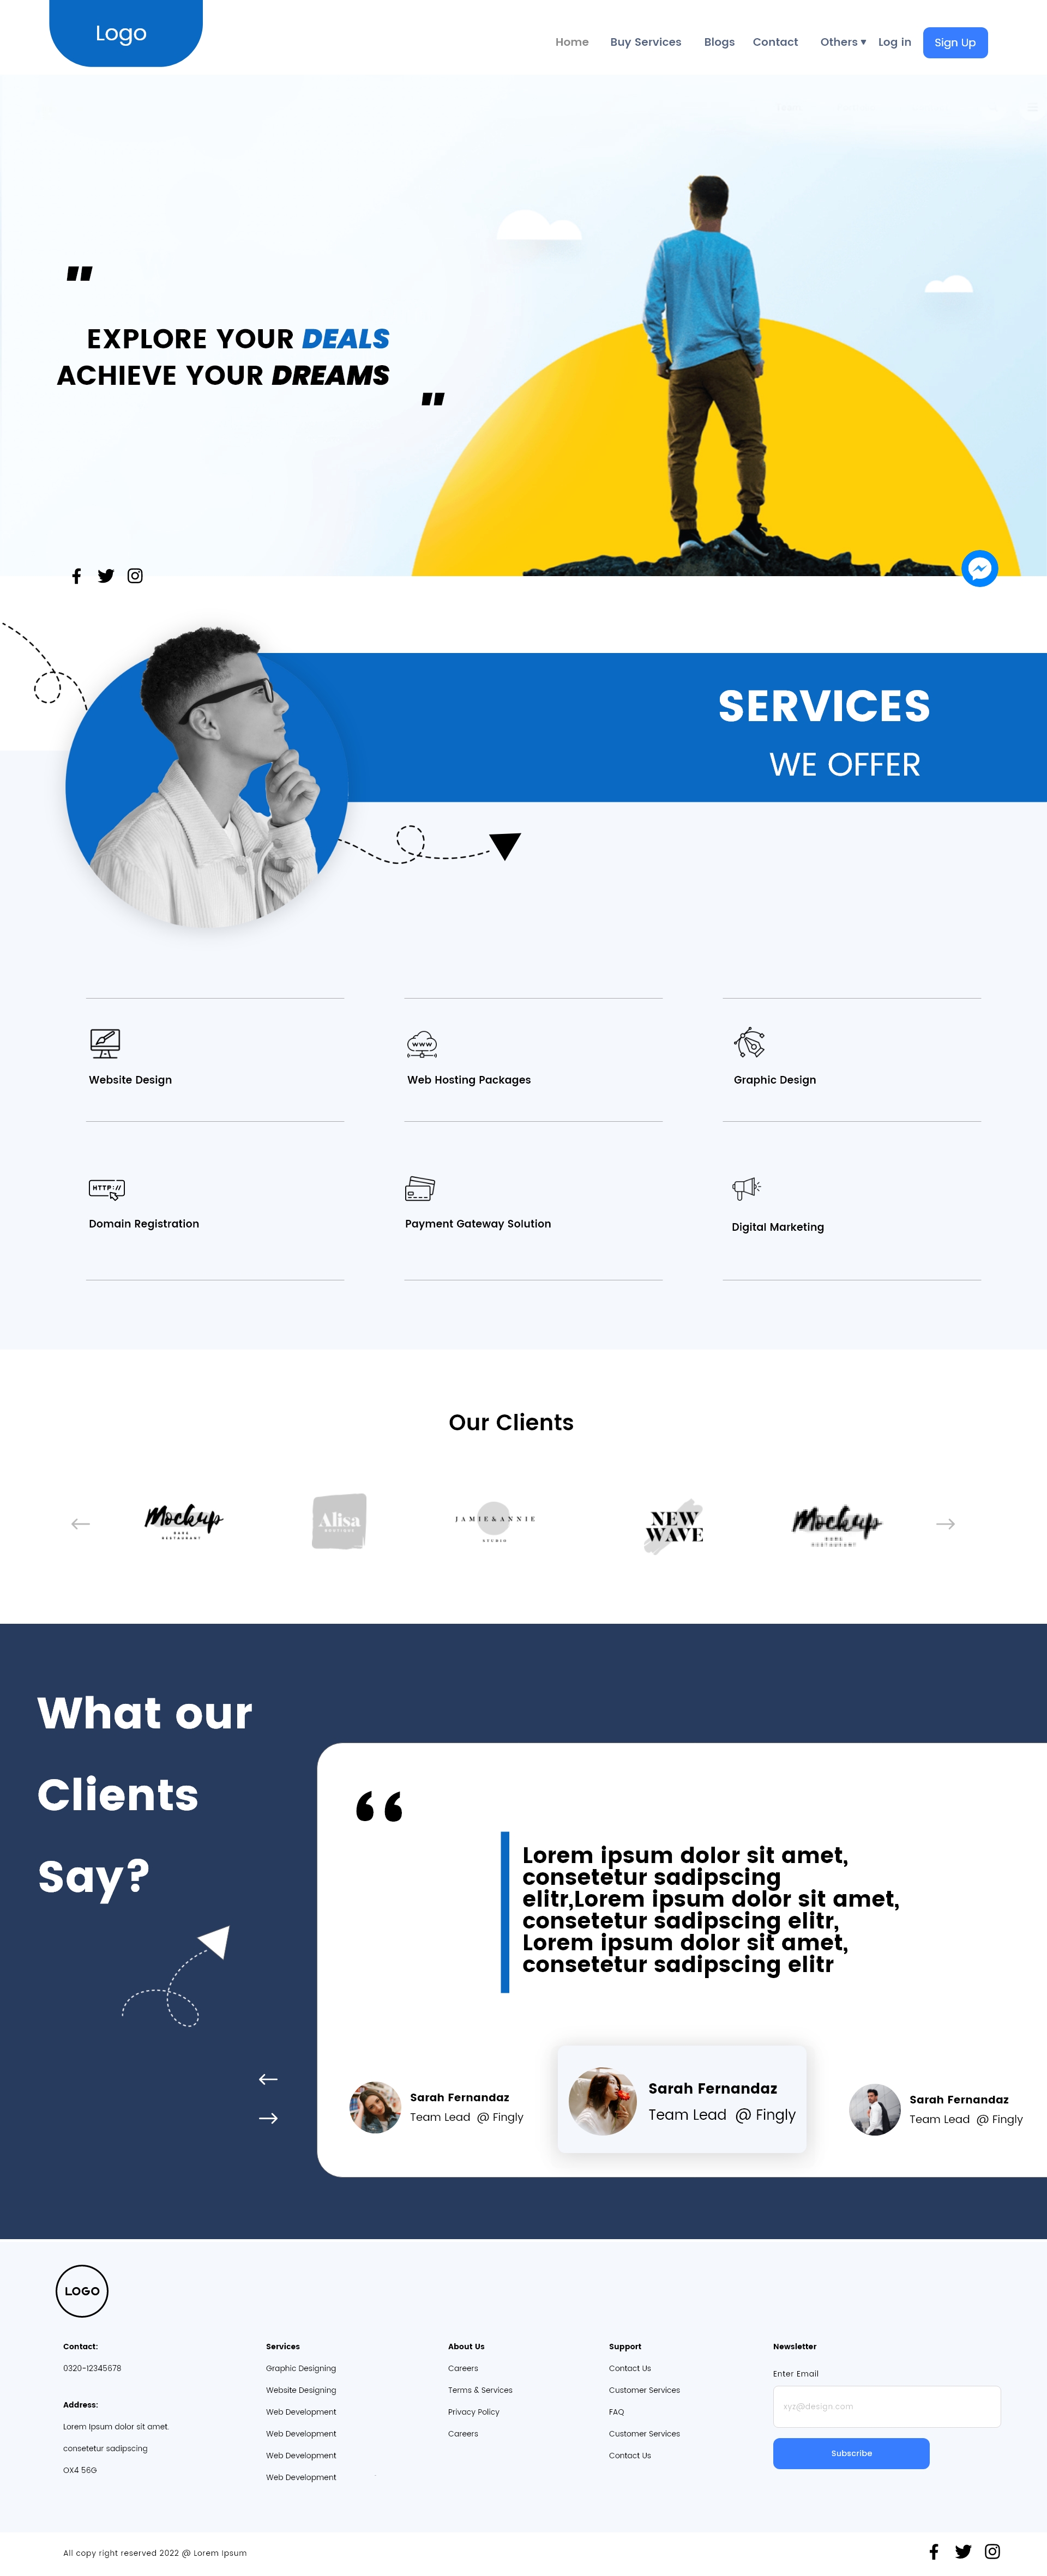 Logo
Home Buy Services Blogs Contact Others ▾ Log in Sign Up
"
EXPLORE YOUR DEALS
ACHIEVE YOUR DREAMS
"
SERVICES
WE OFFER
WWW
Website Design
Web Hosting Packages
Graphic Design
HTTP://
Domain Registration
Payment Gateway Solution
Digital Marketing
Our Clients
Mockup
RESTAURANT
Alisa
BOUTIQUE
JAMIE & ANNIE
STUDIO
NEW
WAVE
Mockup
RESTAURANT
What our
Clients
Say?
“
Lorem ipsum dolor sit amet,
consetetur sadipscing
elitr,Lorem ipsum dolor sit amet,
consetetur sadipscing elitr,
Lorem ipsum dolor sit amet,
consetetur sadipscing elitr
Sarah Fernandaz
Team Lead @ Fingly
Sarah Fernandaz
Team Lead @ Fingly
Sarah Fernandaz
Team Lead @ Fingly
LOGO
Contact:
0320-12345678
Address:
Lorem Ipsum dolor sit amet.
consetetur sadipscing
OX4 56G
Services
Graphic Designing
Website Designing
Web Development
Web Development
Web Development
Web Development
About Us
Careers
Terms & Services
Privacy Policy
Careers
Support
Contact Us
Customer Services
FAQ
Customer Services
Contact Us
Newsletter
Enter Email
xyz@design.com
Subscribe
All copy right reserved 2022 @ Lorem Ipsum